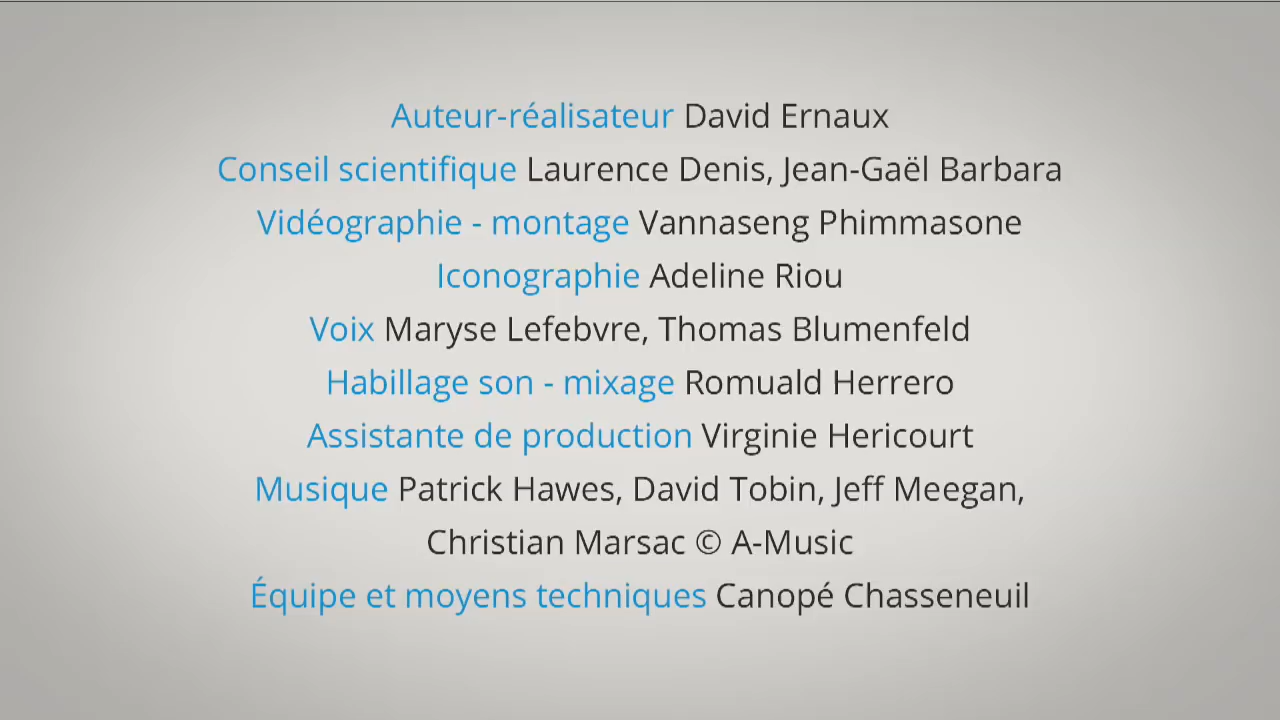 Auteur-réalisateur David Ernaux
Conseil scientifique Laurence Denis, Jean-Gaël Barbara
Vidéographie - montage Vannaseng Phimmasone
Iconographie Adeline Riou
Voix Maryse Lefebvre, Thomas Blumenfeld
Habillage son - mixage Romuald Herrero
Assistante de production Virginie Hericourt
Musique Patrick Hawes, David Tobin, Jeff Meegan,
Christian Marsac © A-Music
Équipe et moyens techniques Canopé Chasseneuil